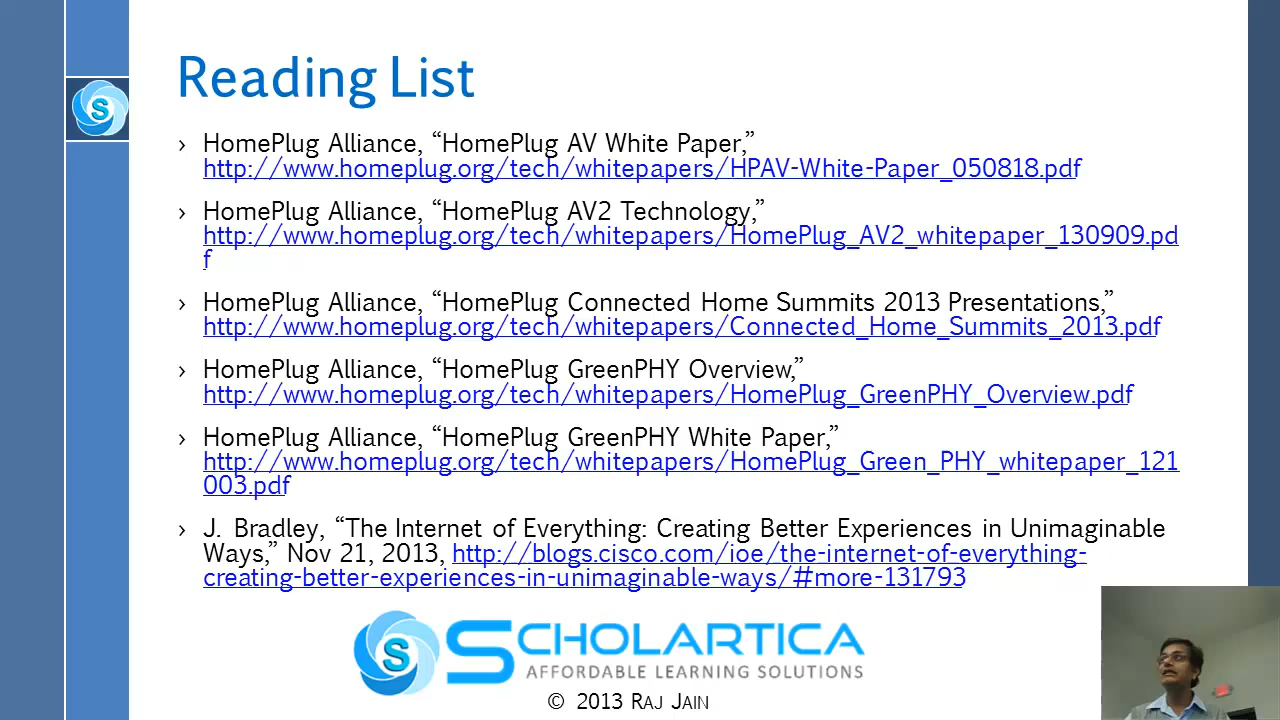 Reading List
S
› HomePlug Alliance, “HomePlug AV White Paper,”
http://www.homeplug.org/tech/whitepapers/HPAV-White-Paper_050818.pdf
› HomePlug Alliance, “HomePlug AV2 Technology,”
http://www.homeplug.org/tech/whitepapers/HomePlug_AV2_whitepaper_130909.pd
f
› HomePlug Alliance, “HomePlug Connected Home Summits 2013 Presentations,”
http://www.homeplug.org/tech/whitepapers/Connected_Home_Summits_2013.pdf
› HomePlug Alliance, “HomePlug GreenPHY Overview,”
http://www.homeplug.org/tech/whitepapers/HomePlug_GreenPHY_Overview.pdf
› HomePlug Alliance, “HomePlug GreenPHY White Paper,”
http://www.homeplug.org/tech/whitepapers/HomePlug_Green_PHY_whitepaper_121
003.pdf
› J. Bradley, “The Internet of Everything: Creating Better Experiences in Unimaginable
Ways,” Nov 21, 2013, http://blogs.cisco.com/ioe/the-internet-of-everything-
creating-better-experiences-in-unimaginable-ways/#more-131793
S SCHOLARTICA
AFFORDABLE LEARNING SOLUTIONS
© 2013 RAJ JAIN